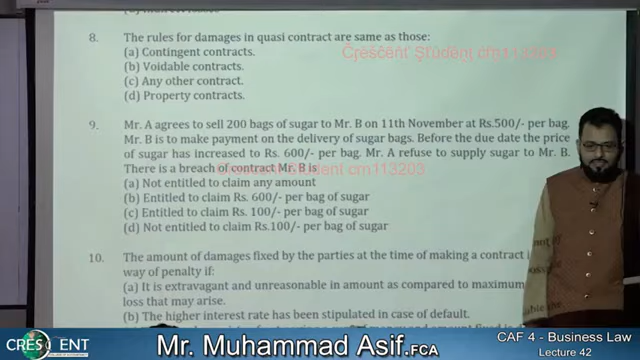 8. The rules for damages in quasi contract are same as those:
(a) Contingent contracts.
Crescent Student crn113203
(b) Voidable contracts.
(c) Any other contract.
(d) Property contracts.
9. Mr. A agrees to sell 200 bags of sugar to Mr. B on 11th November at Rs.500/- per bag.
Mr. B is to make payment on the delivery of sugar bags. Before the due date the price
of sugar has increased to Rs. 600/- per bag. Mr. A refuse to supply sugar to Mr. B.
There is a breach of contract Mr. B is
Student crn113203
(a) Not entitled to claim any amount
(b) Entitled to claim Rs. 600/- per bag of sugar
(c) Entitled to claim Rs. 100/- per bag of sugar
(d) Not entitled to claim Rs.100/- per bag of sugar
10. The amount of damages fixed by the parties at the time of making a contract
way of penalty if:
(a) It is extravagant and unreasonable in amount as compared to maximum
loss that may arise.
(b) The higher interest rate has been stipulated in case of default.
CRESCENT
Mr. Muhammad Asif.FCA
CAF 4 - Business Law
Lecture 42